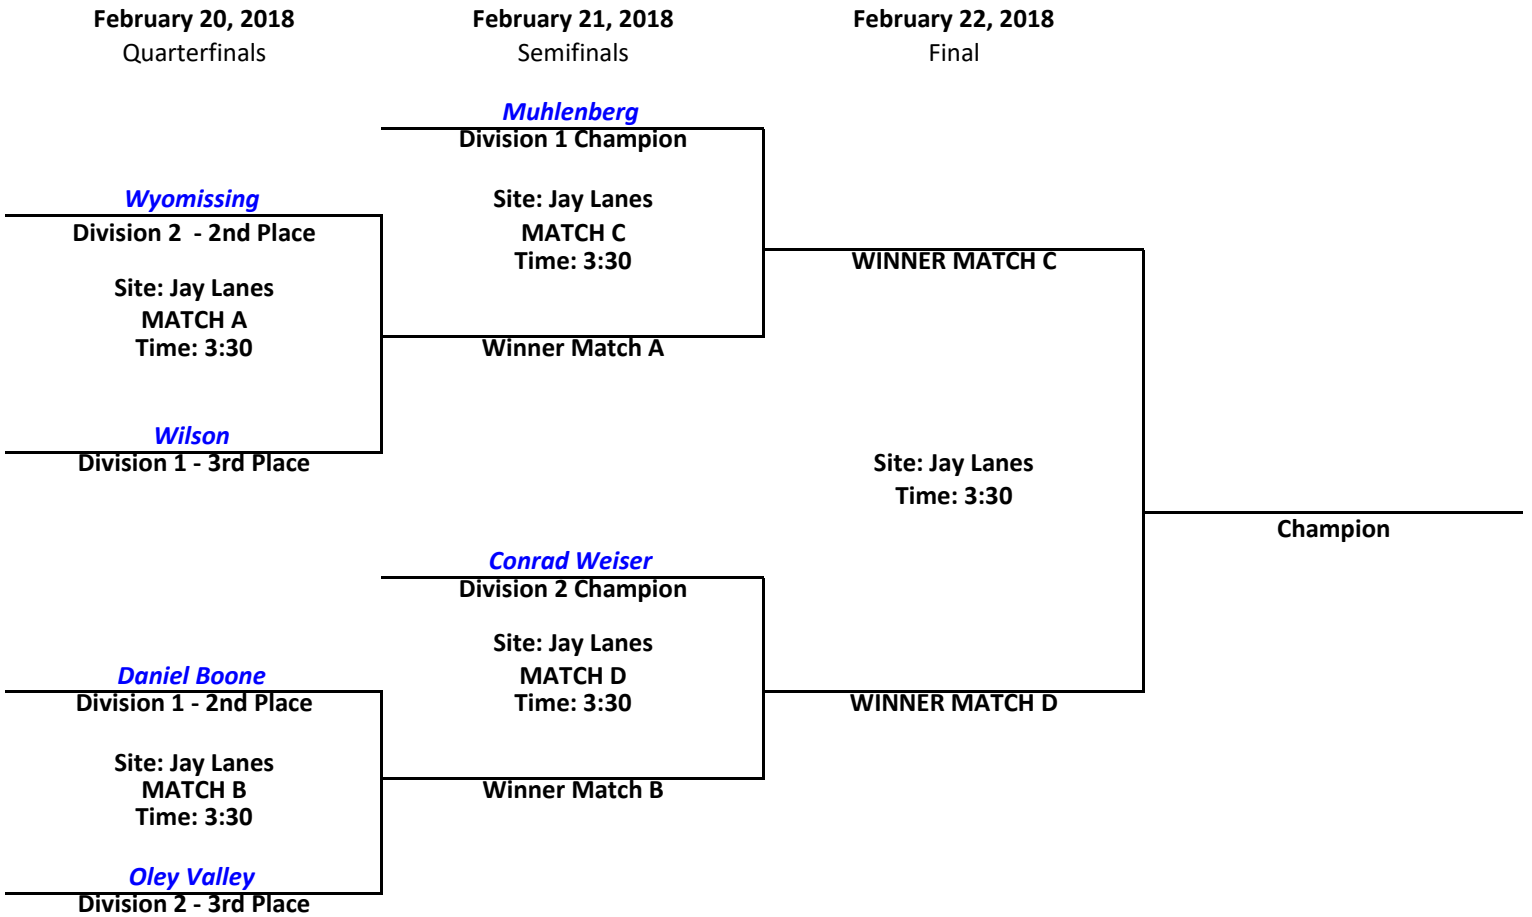 February 20, 2018
Quarterfinals
February 21, 2018
Semifinals
February 22, 2018
Final
Muhlenberg
Division 1 Champion
Wyomissing
Division 2  - 2nd Place
Site: Jay Lanes
MATCH A
Time: 3:30
Site: Jay Lanes
MATCH C
Time: 3:30
WINNER MATCH C
Winner Match A
Wilson
Division 1 - 3rd Place
Site: Jay Lanes
Time: 3:30
Champion
Conrad Weiser
Division 2 Champion
Site: Jay Lanes
MATCH D
Time: 3:30
Daniel Boone
Division 1 - 2nd Place
WINNER MATCH D
Site: Jay Lanes
MATCH B
Time: 3:30
Winner Match B
Oley Valley
Division 2 - 3rd Place